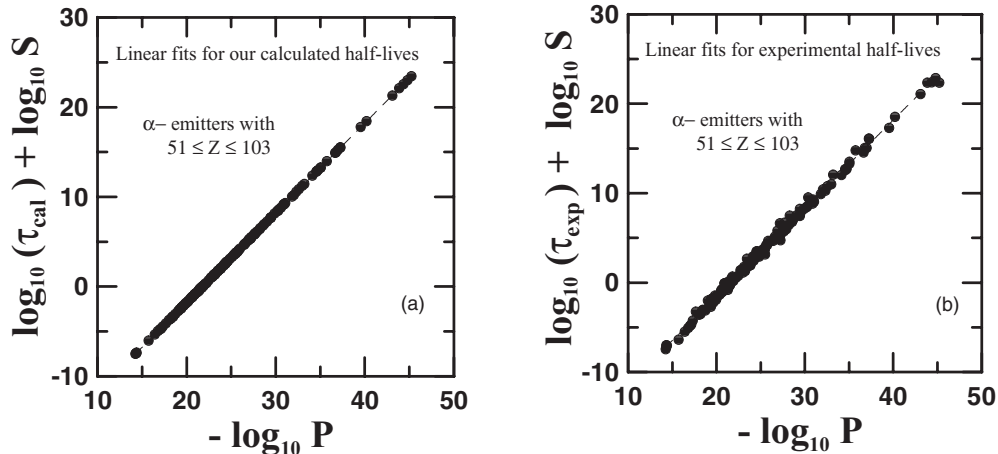 log10 (τcal) + log10 S
30
20
10
0
-10
Linear fits for our calculated half-lives
α− emitters with
51 ≤ Z ≤ 103
(a)
10 20 30 40 50
- log10 P
log10 (τexp) + log10 S
30
20
10
0
-10
Linear fits for experimental half-lives
α− emitters with
51 ≤ Z ≤ 103
(b)
10 20 30 40 50
- log10 P